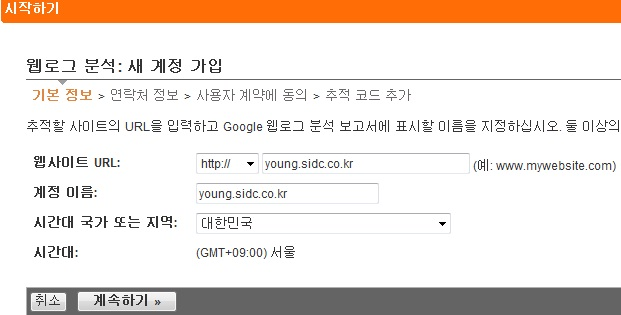 시작하기
웹로그 분석: 새 계정 가입
기본 정보 > 연락처 정보 > 사용자 계약에 동의 > 추적 코드 추가
추적할 사이트의 URL을 입력하고 Google 웹로그 분석 보고서에 표시할 이름을 지정하십시오. 둘 이상의
웹사이트 URL: http:// young.sidc.co.kr (예: www.mywebsite.com)
계정 이름: young.sidc.co.kr
시간대 국가 또는 지역: 대한민국
시간대: (GMT+09:00) 서울
취소 계속하기 »